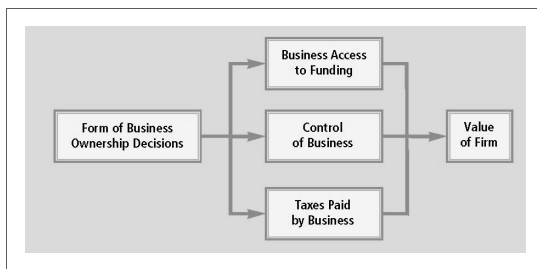 Business Access
to Funding
Form of Business
Ownership Decisions
Control
of Business
Value
of Firm
Taxes Paid
by Business